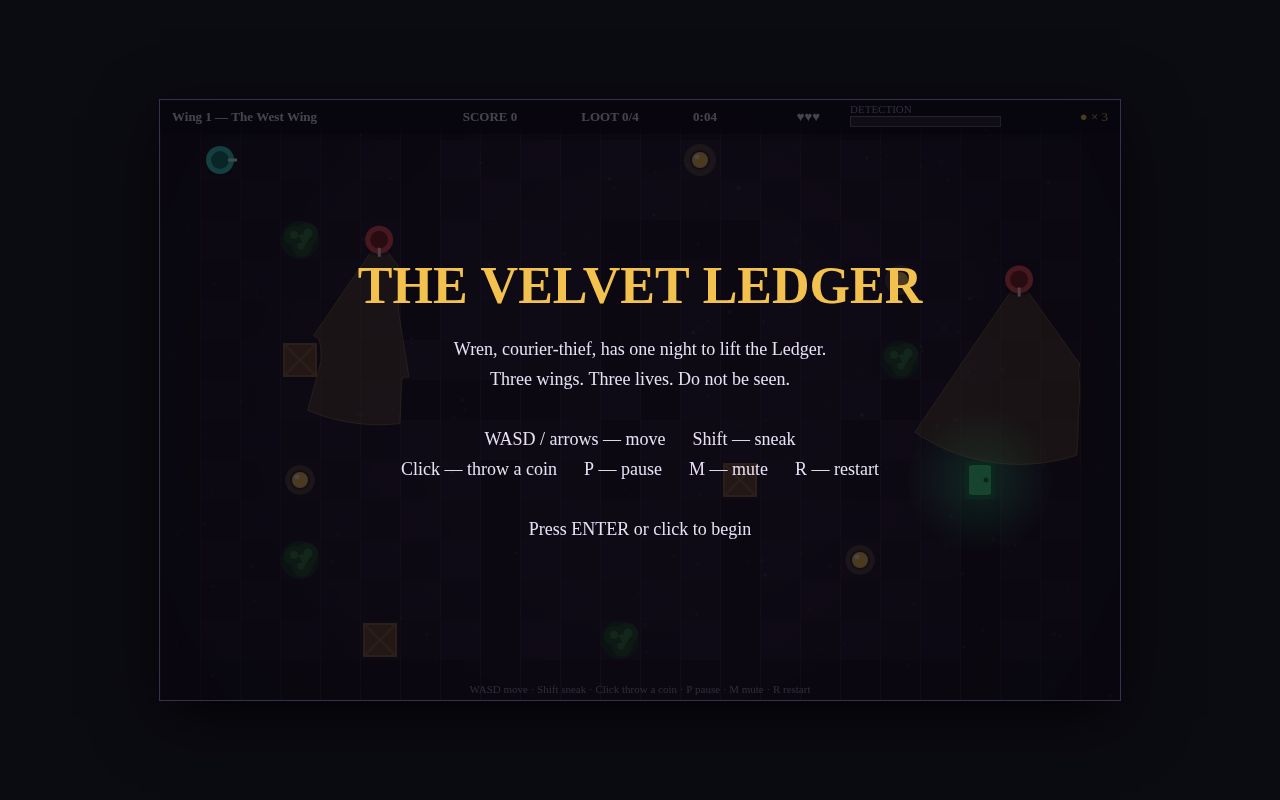 Wing 1 — The West Wing SCORE 0 LOOT 0/4 0:04 ♥♥♥ DETECTION ● × 3
THE VELVET LEDGER
Wren, courier-thief, has one night to lift the Ledger.
Three wings. Three lives. Do not be seen.
WASD / arrows — move Shift — sneak
Click — throw a coin P — pause M — mute R — restart
Press ENTER or click to begin
WASD move · Shift sneak · Click throw a coin · P pause · M mute · R restart